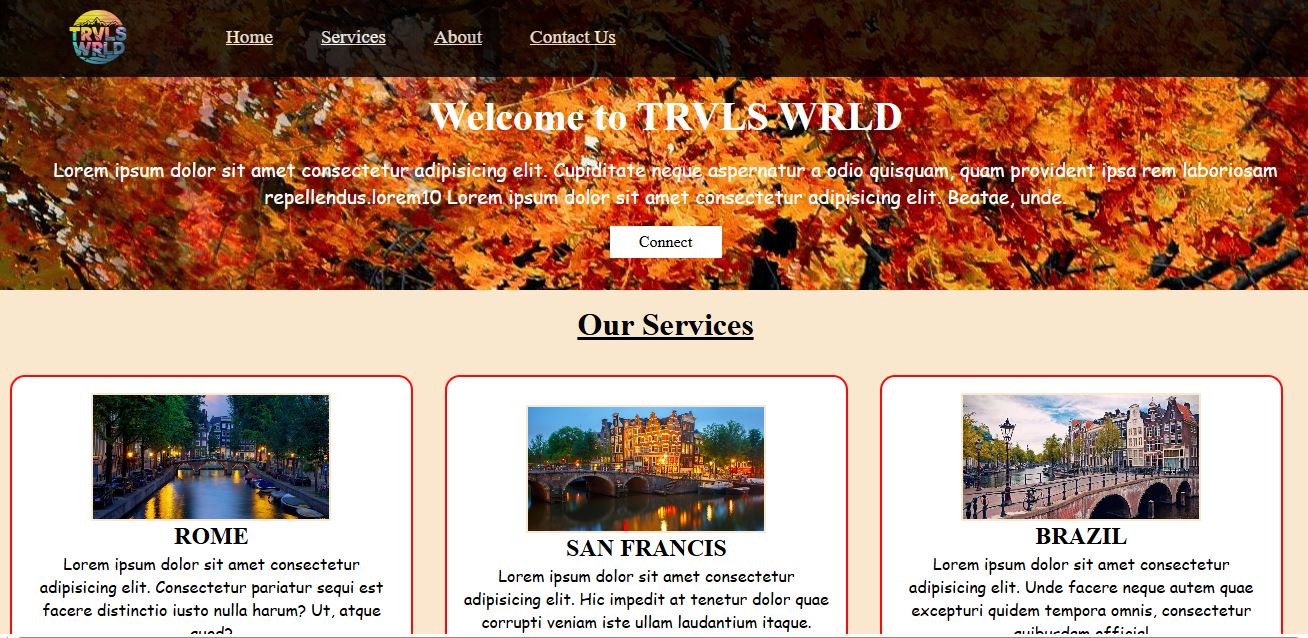 TRVLS
WRLD
Home Services About Contact Us
Welcome to TRVLS WRLD
Lorem ipsum dolor sit amet consectetur adipisicing elit. Cupiditate neque aspernatur a odio quisquam, quam provident ipsa rem laboriosam
repellendus.lorem10 Lorem ipsum dolor sit amet consectetur adipisicing elit. Beatae, unde.
Connect
Our Services
ROME
Lorem ipsum dolor sit amet consectetur
adipisicing elit. Consectetur pariatur sequi est
facere distinctio iusto nulla harum? Ut, atque
quod?
SAN FRANCIS
Lorem ipsum dolor sit amet consectetur
adipisicing elit. Hic impedit at tenetur dolor quae
corrupti veniam iste ullam laudantium itaque.
BRAZIL
Lorem ipsum dolor sit amet consectetur
adipisicing elit. Unde facere neque autem quae
excepturi quidem tempora omnis, consectetur
quibusdam officia!